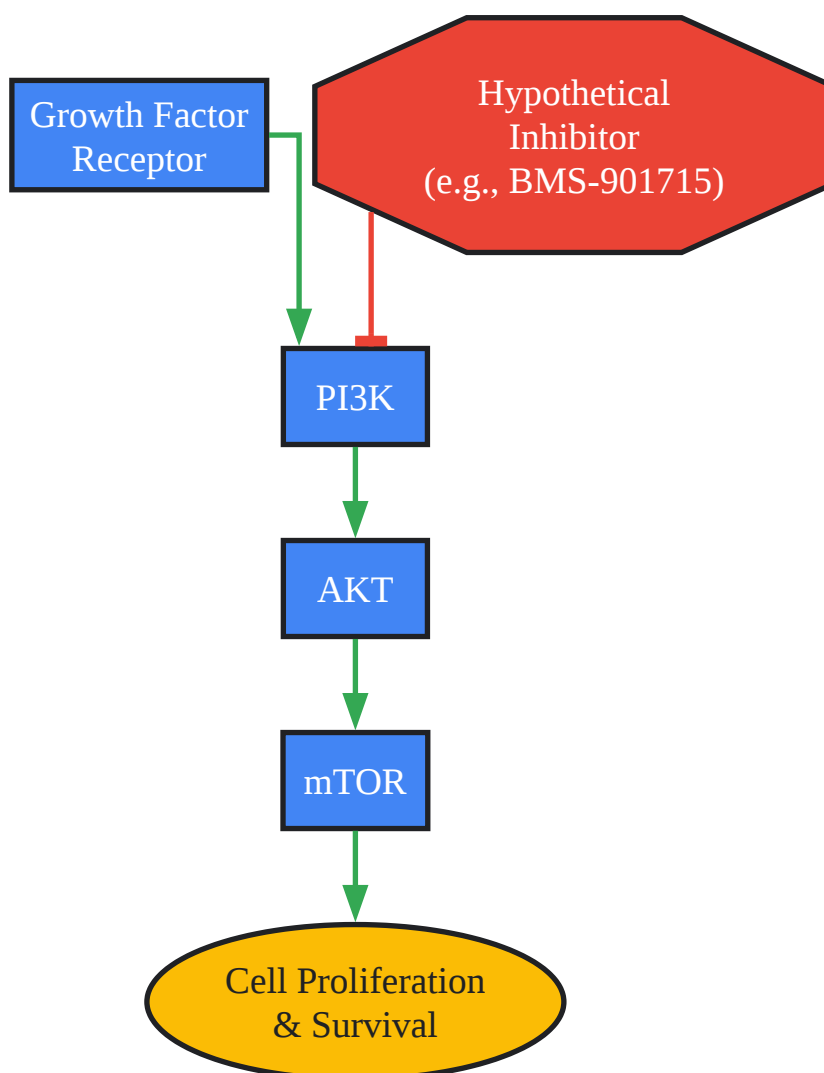 Growth Factor
Receptor
Hypothetical
Inhibitor
(e.g., BMS-901715)
PI3K
AKT
mTOR
Cell Proliferation
& Survival